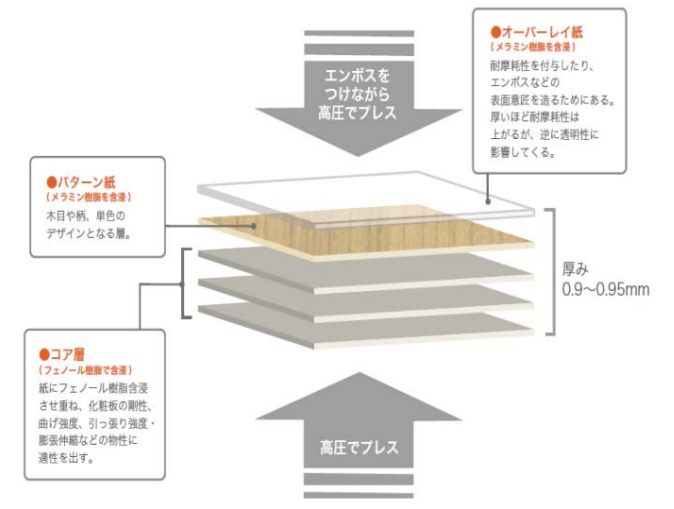 ●オーバーレイ紙
(メラミン樹脂を含浸)
耐摩耗性を付与したり、
エンボスなどの
表面意匠を造るためにある。
厚いほど耐摩耗性は
上がるが、逆に透明性に
影響してくる。
エンボスを
つけながら
高圧でプレス
●パターン紙
(メラミン樹脂を含浸)
木目や柄、単色の
デザインとなる層。
厚み
0.9〜0.95mm
●コア層
(フェノール樹脂で含浸)
紙にフェノール樹脂含浸
させ重ね、化粧板の剛性、
曲げ強度、引っ張り強度・
膨張伸縮などの物性に
適性を出す。
高圧でプレス